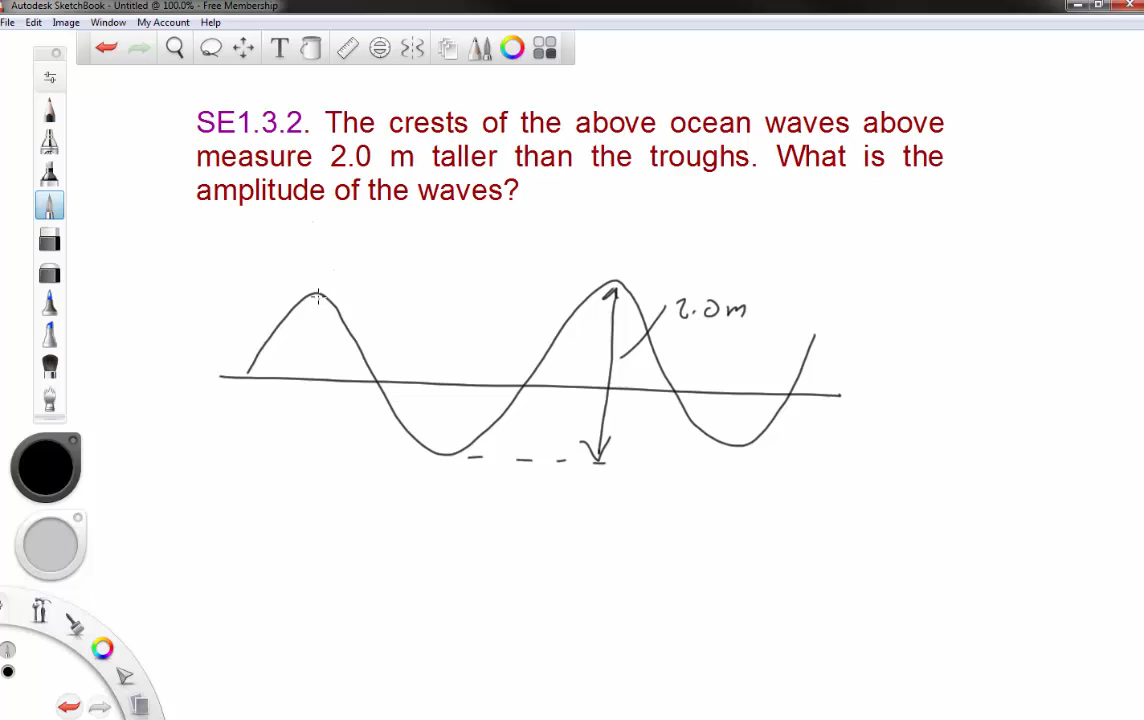 Autodesk SketchBook - Untitled @ 100.0% - Free Membership
File Edit Image Window My Account Help
T
SE1.3.2. The crests of the above ocean waves above
measure 2.0 m taller than the troughs. What is the
amplitude of the waves?
2.0m